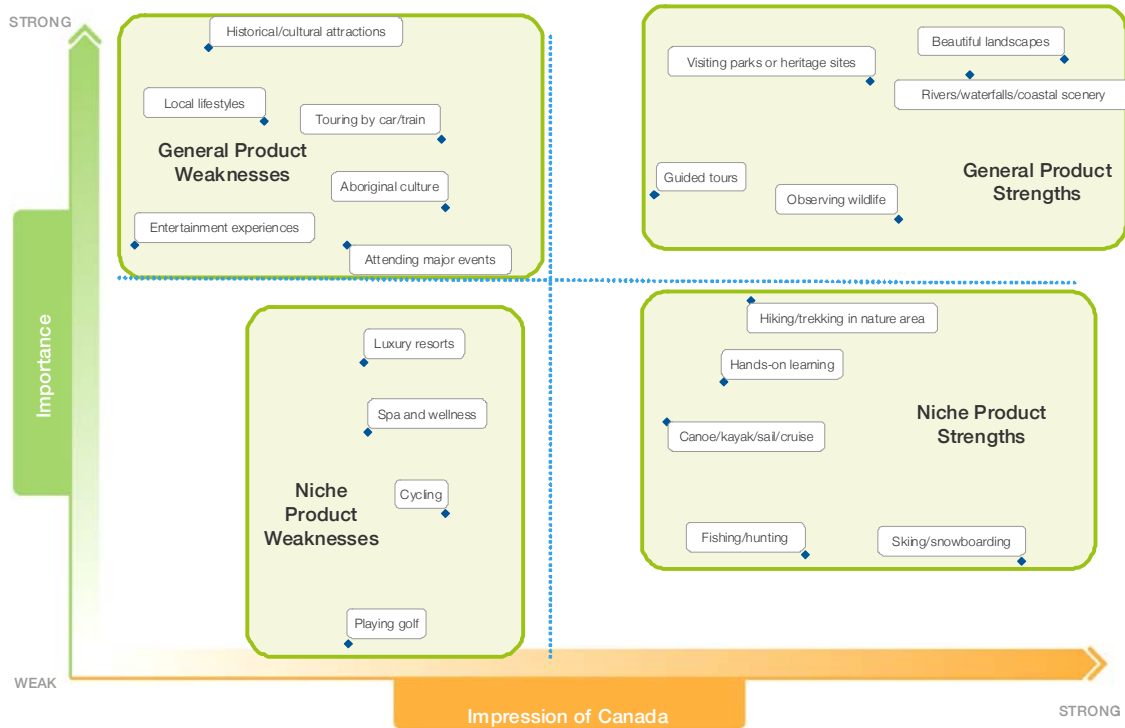 STRONG
Historical/cultural attractions
Local lifestyles
Touring by car/train
General Product
Weaknesses
Aboriginal culture
Entertainment experiences
Attending major events
Beautiful landscapes
Visiting parks or heritage sites
Rivers/waterfalls/coastal scenery
Guided tours
Observing wildlife
General Product
Strengths
Importance
Luxury resorts
Spa and wellness
Cycling
Niche
Product
Weaknesses
Playing golf
Hiking/trekking in nature area
Hands-on learning
Canoe/kayak/sail/cruise
Niche Product
Strengths
Fishing/hunting
Skiing/snowboarding
WEAK
Impression of Canada
STRONG